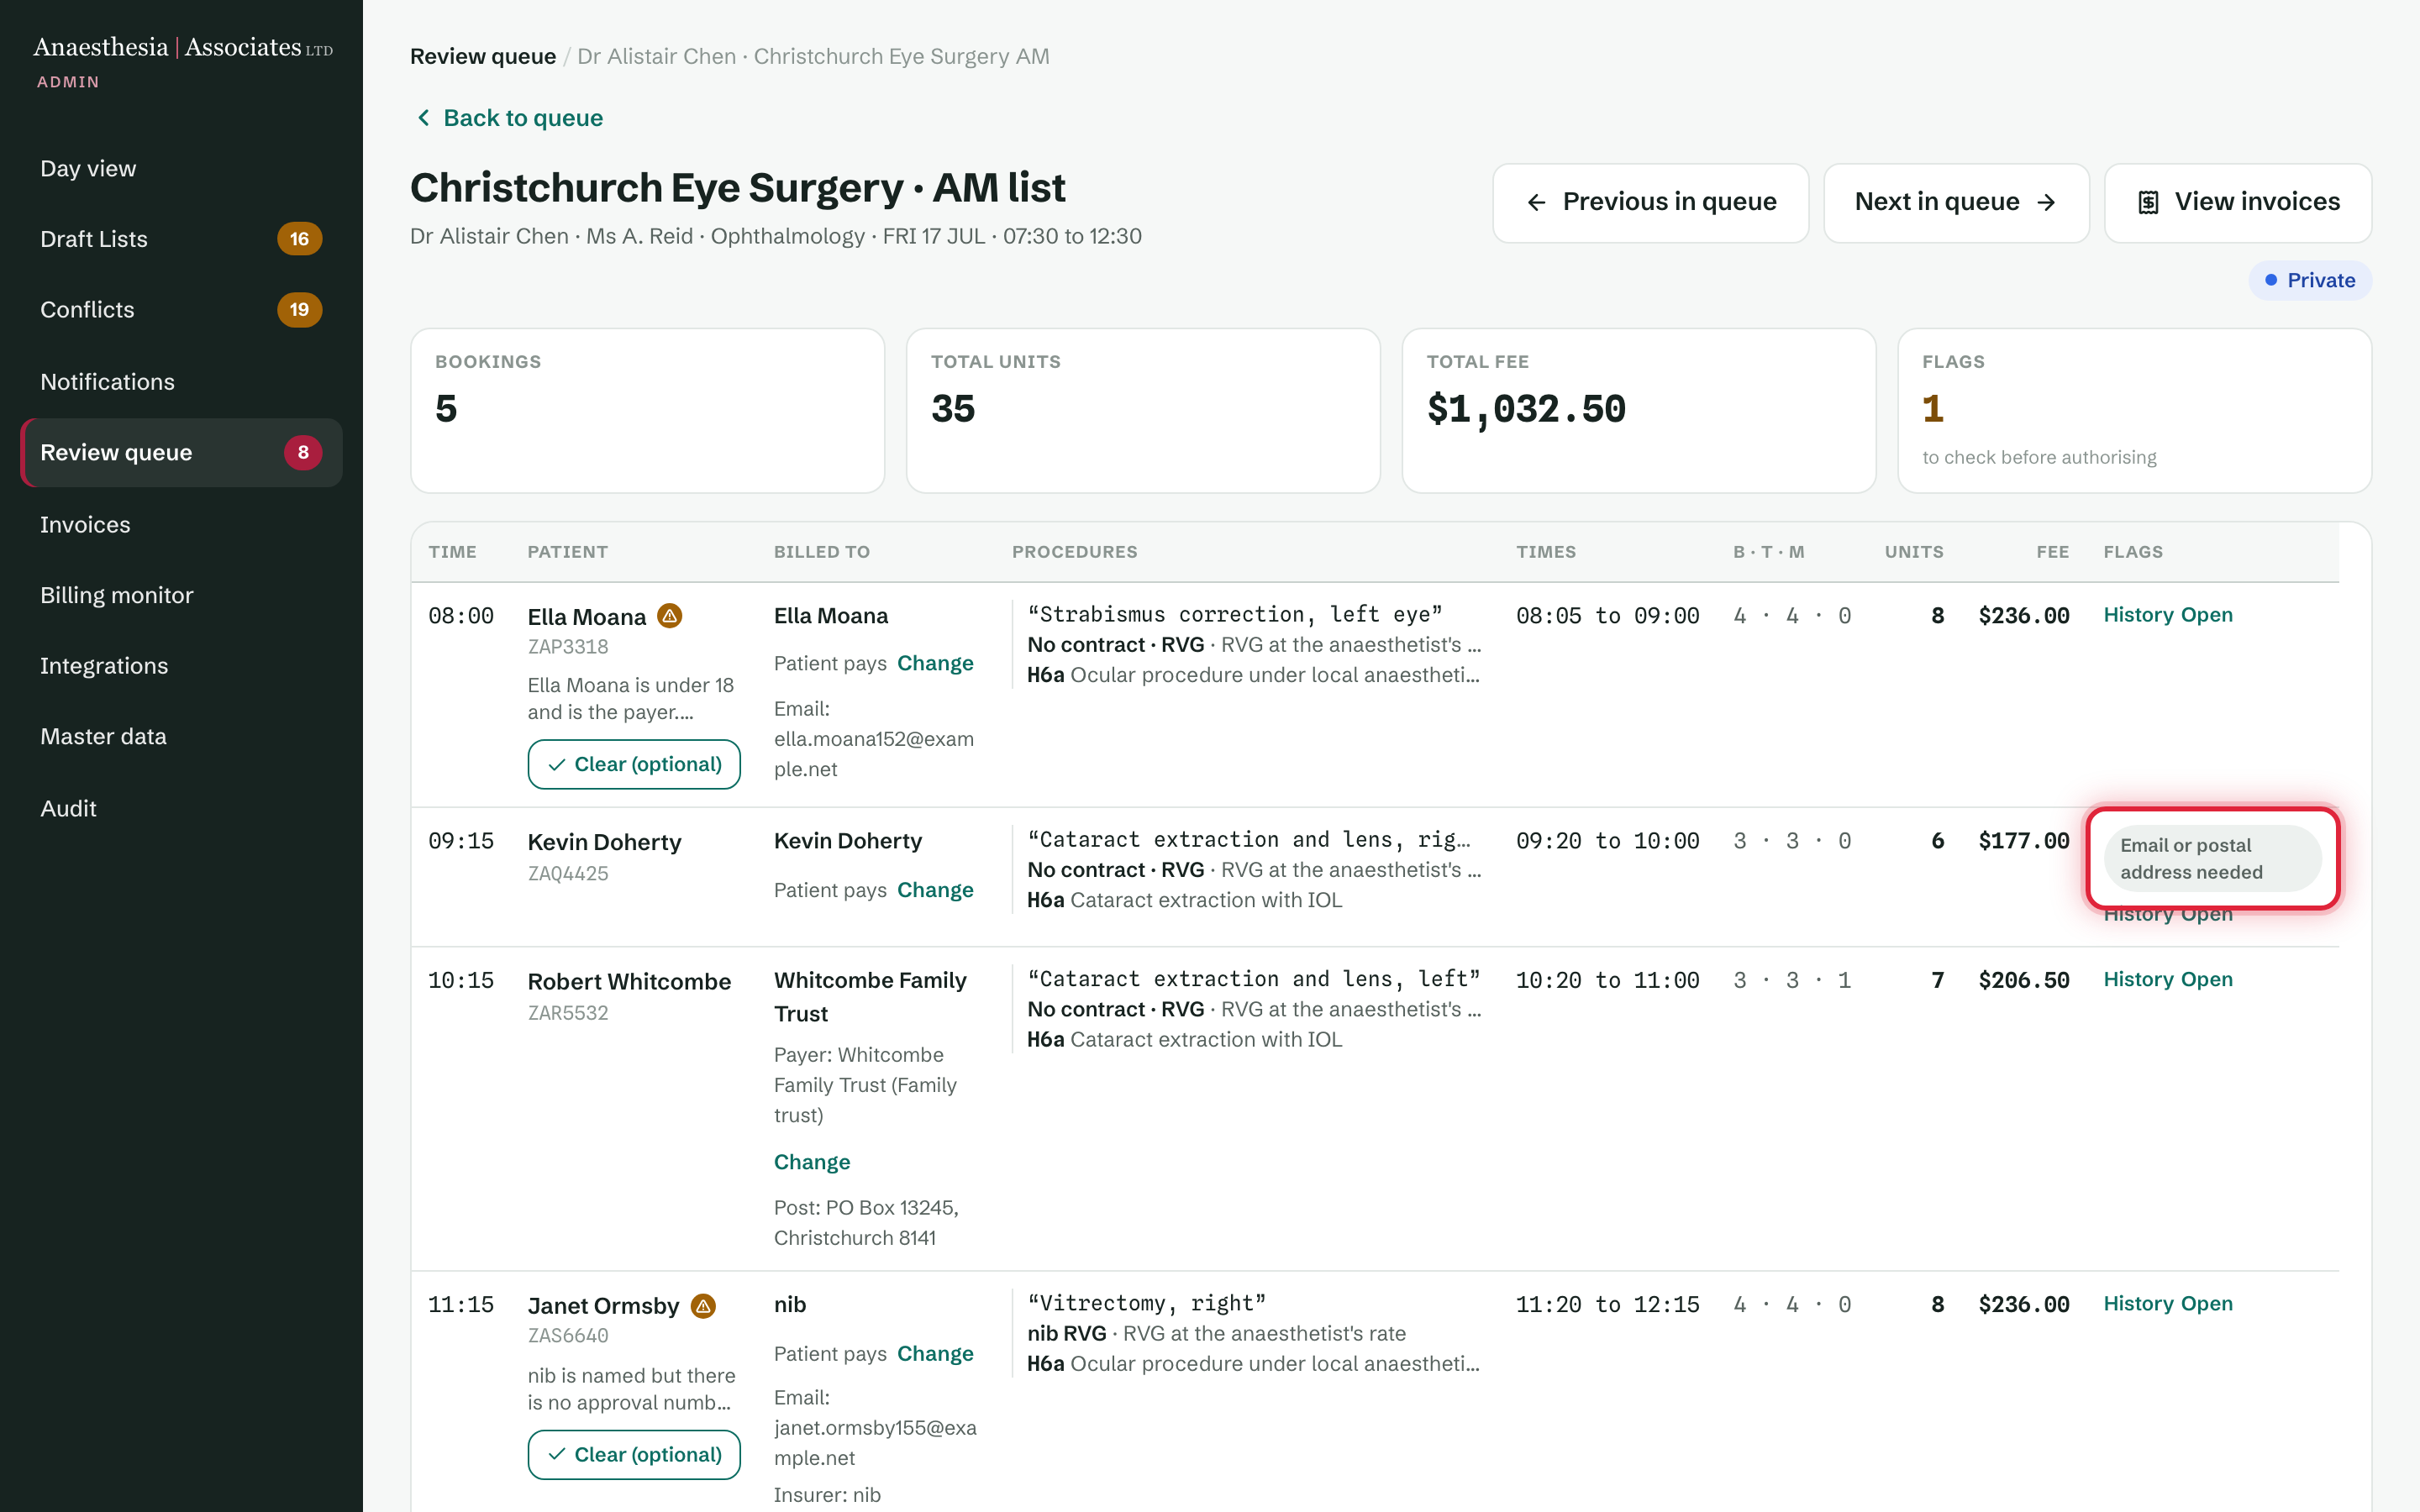 Anaesthesia | Associates LTD
ADMIN
Day view
Draft Lists 16
Conflicts 19
Notifications
Review queue 8
Invoices
Billing monitor
Integrations
Master data
Audit
Review queue / Dr Alistair Chen · Christchurch Eye Surgery AM
Back to queue
Christchurch Eye Surgery · AM list
Dr Alistair Chen · Ms A. Reid · Ophthalmology · FRI 17 JUL · 07:30 to 12:30
← Previous in queue
Next in queue →
View invoices
Private
BOOKINGS
5
TOTAL UNITS
35
TOTAL FEE
$1,032.50
FLAGS
1
to check before authorising
TIME PATIENT BILLED TO PROCEDURES TIMES B · T · M UNITS FEE FLAGS
08:00
Ella Moana
ZAP3318
Ella Moana is under 18
and is the payer....
Clear (optional)
Ella Moana
Patient pays Change
Email:
ella.moana152@exam
ple.net
“Strabismus correction, left eye”
No contract · RVG · RVG at the anaesthetist's ...
H6a Ocular procedure under local anaestheti...
08:05 to 09:00
4 · 4 · 0
8
$236.00
History Open
09:15
Kevin Doherty
ZAQ4425
Kevin Doherty
Patient pays Change
“Cataract extraction and lens, rig…
No contract · RVG · RVG at the anaesthetist's ...
H6a Cataract extraction with IOL
09:20 to 10:00
3 · 3 · 0
6
$177.00
Email or postal
address needed
History Open
10:15
Robert Whitcombe
ZAR5532
Whitcombe Family
Trust
Payer: Whitcombe
Family Trust (Family
trust)
Change
Post: PO Box 13245,
Christchurch 8141
“Cataract extraction and lens, left”
No contract · RVG · RVG at the anaesthetist's ...
H6a Cataract extraction with IOL
10:20 to 11:00
3 · 3 · 1
7
$206.50
History Open
11:15
Janet Ormsby
ZAS6640
nib is named but there
is no approval numb...
Clear (optional)
nib
Patient pays Change
Email:
janet.ormsby155@exa
mple.net
Insurer: nib
“Vitrectomy, right”
nib RVG · RVG at the anaesthetist's rate
H6a Ocular procedure under local anaestheti...
11:20 to 12:15
4 · 4 · 0
8
$236.00
History Open